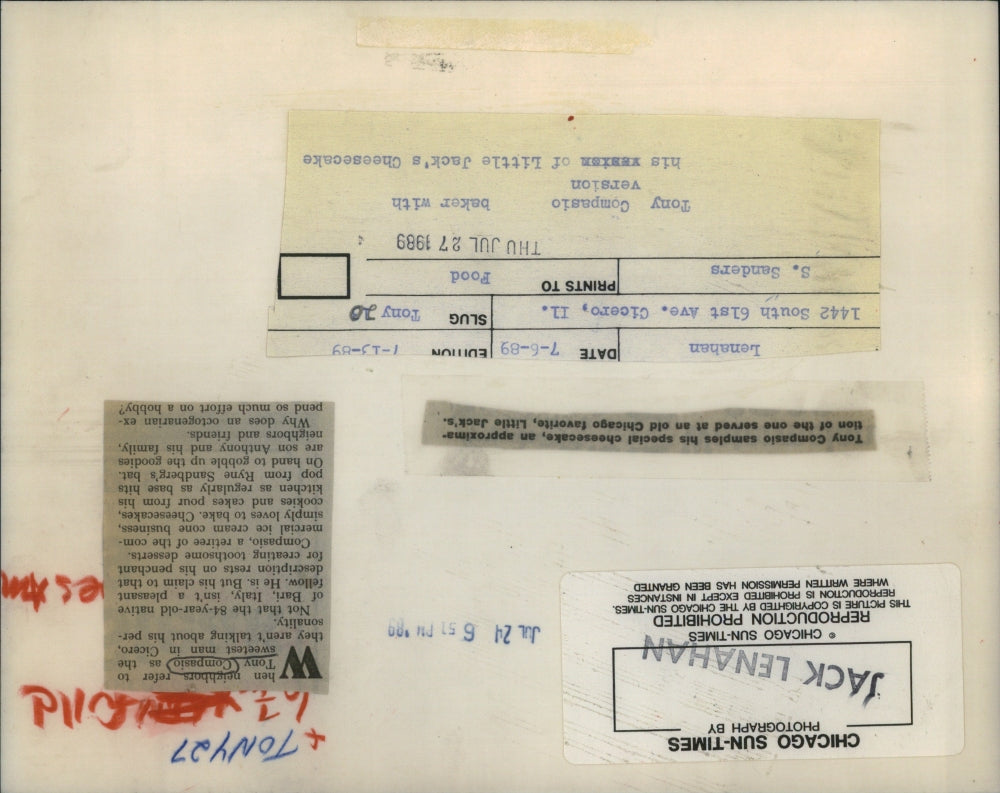 TONY27
CHICAGO SUN-TIMES
PHOTOGRAPH BY
JACK LENAHAN
© CHICAGO SUN-TIMES
REPRODUCTION PROHIBITED
THIS PICTURE IS COPYRIGHTED BY THE CHICAGO SUN-TIMES.
REPRODUCTION IS PROHIBITED EXCEPT IN INSTANCES
WHERE WRITTEN PERMISSION HAS BEEN GRANTED
When neighbors refer to
Tony Compasio as the
sweetest man in Cicero,
they aren't talking about his per-
sonality.
Not that the 84-year-old native
of Bari, Italy, isn't a pleasant
fellow. He is. But his claim to that
description rests on his penchant
for creating toothsome desserts.
Compasio, a retiree of the com-
mercial ice cream cone business,
simply loves to bake. Cheesecakes,
cookies and cakes pour from his
kitchen as regularly as base hits
pop from Ryne Sandberg's bat.
On hand to gobble up the goodies
are son Anthony and his family,
neighbors and friends.
Why does an octogenarian ex-
pend so much effort on a hobby?
JUL 24 6 51 PM '89
Tony Compasio samples his special cheesecake, an approxima-
tion of the one served at an old Chicago favorite, Little Jack's.
Lenahan DATE 7-6-89 EDITION 7-13-89
1442 South 61st Ave. Cicero, Il. SLUG Tony 20
S. Sanders PRINTS TO Food
THU JUL 27 1989
Tony Compasio baker with
version
his of Little Jack's Cheesecake